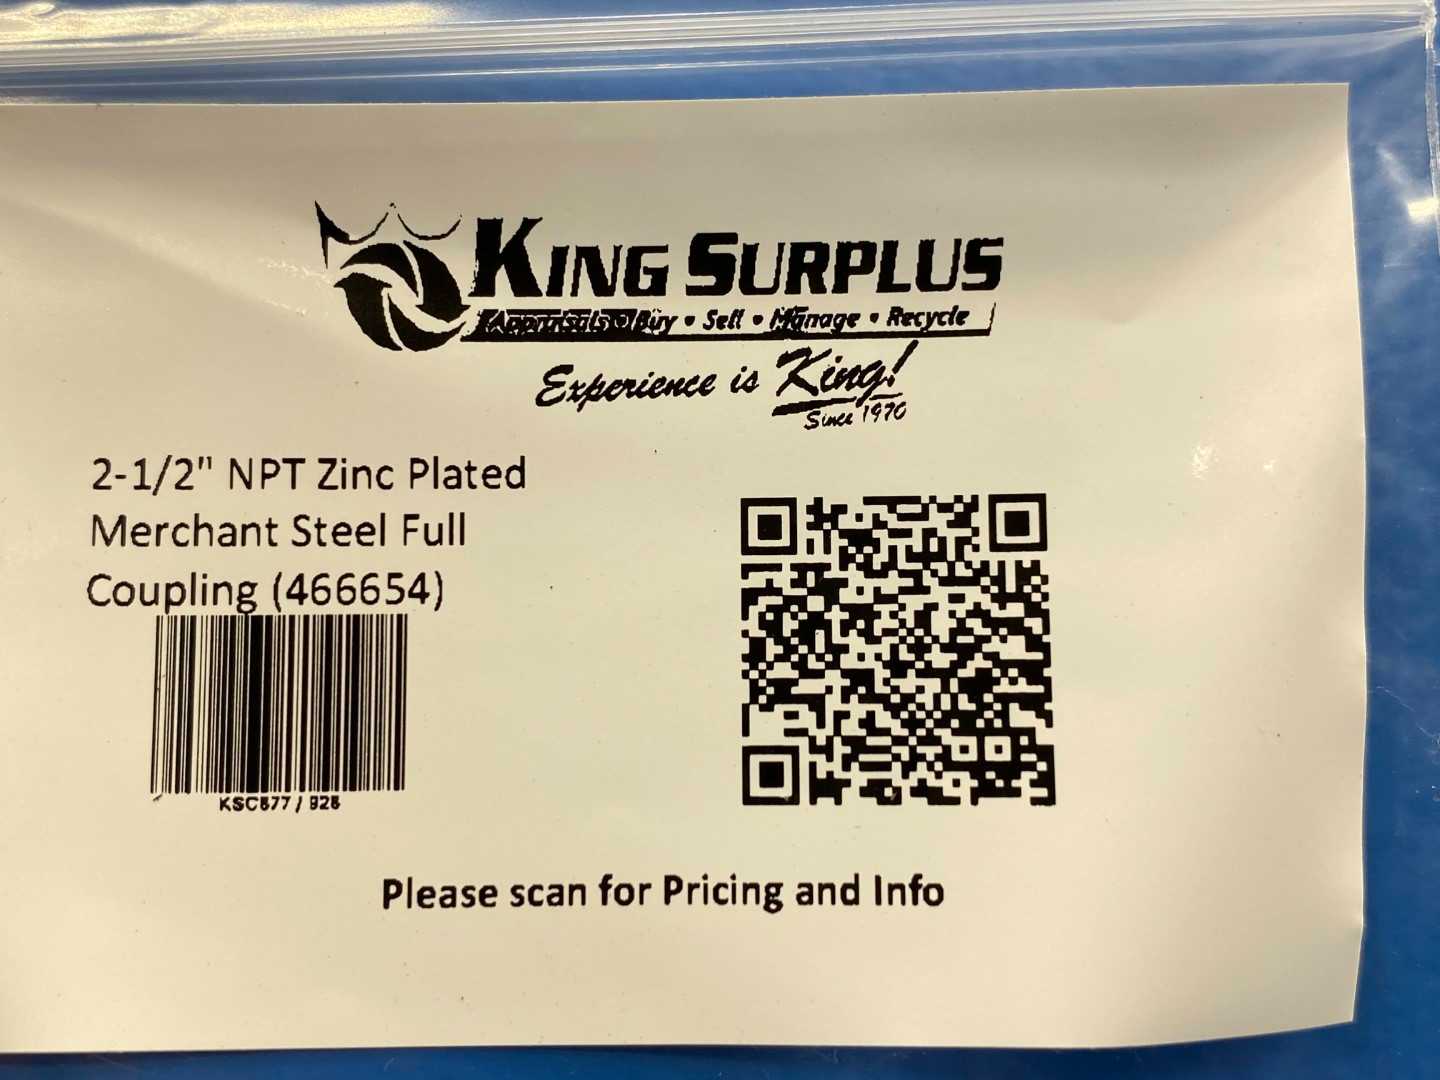 KING SURPLUS
Appraisals • Buy • Sell • Manage • Recycle
Experience is King!
Since 1970
2-1/2" NPT Zinc Plated
Merchant Steel Full
Coupling (466654)
KSC877 / 928
Please scan for Pricing and Info